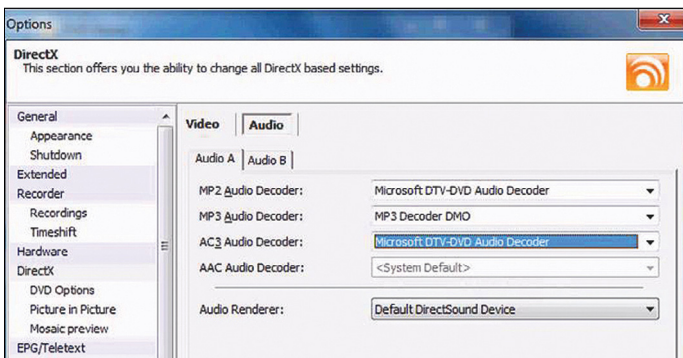 Options
DirectX
This section offers you the ability to change all DirectX based settings.
General
Appearance
Shutdown
Extended
Recorder
Recordings
Timeshift
Hardware
DirectX
DVD Options
Picture in Picture
Mosaic preview
EPG/Teletext
Video Audio
Audio A Audio B
MP2 Audio Decoder: Microsoft DTV-DVD Audio Decoder
MP3 Audio Decoder: MP3 Decoder DMO
AC3 Audio Decoder: Microsoft DTV-DVD Audio Decoder
AAC Audio Decoder: <System Default>
Audio Renderer: Default DirectSound Device